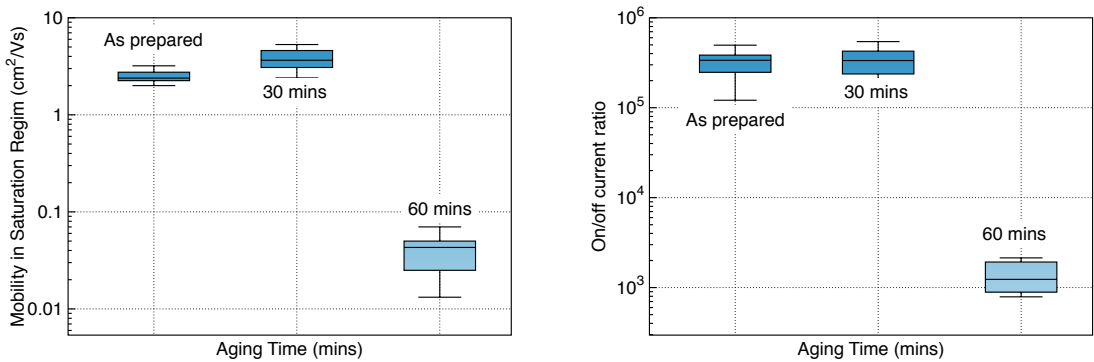 Mobility in Saturation Regim (cm²/Vs)
10
1
0.1
0.01
As prepared
30 mins
60 mins
Aging Time (mins)
On/off current ratio
10⁶
10⁵
10⁴
10³
As prepared
30 mins
60 mins
Aging Time (mins)